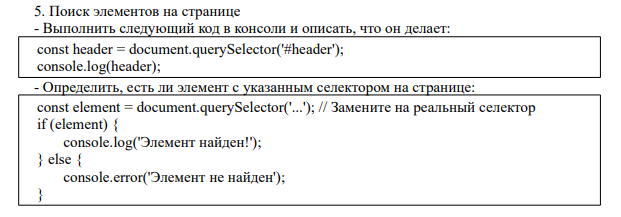 5. Поиск элементов на странице
- Выполнить следующий код в консоли и описать, что он делает:
const header = document.querySelector('#header');
console.log(header);
- Определить, есть ли элемент с указанным селектором на странице:
const element = document.querySelector('...'); // Замените на реальный селектор
if (element) {
console.log('Элемент найден!');
} else {
console.error('Элемент не найден');
}